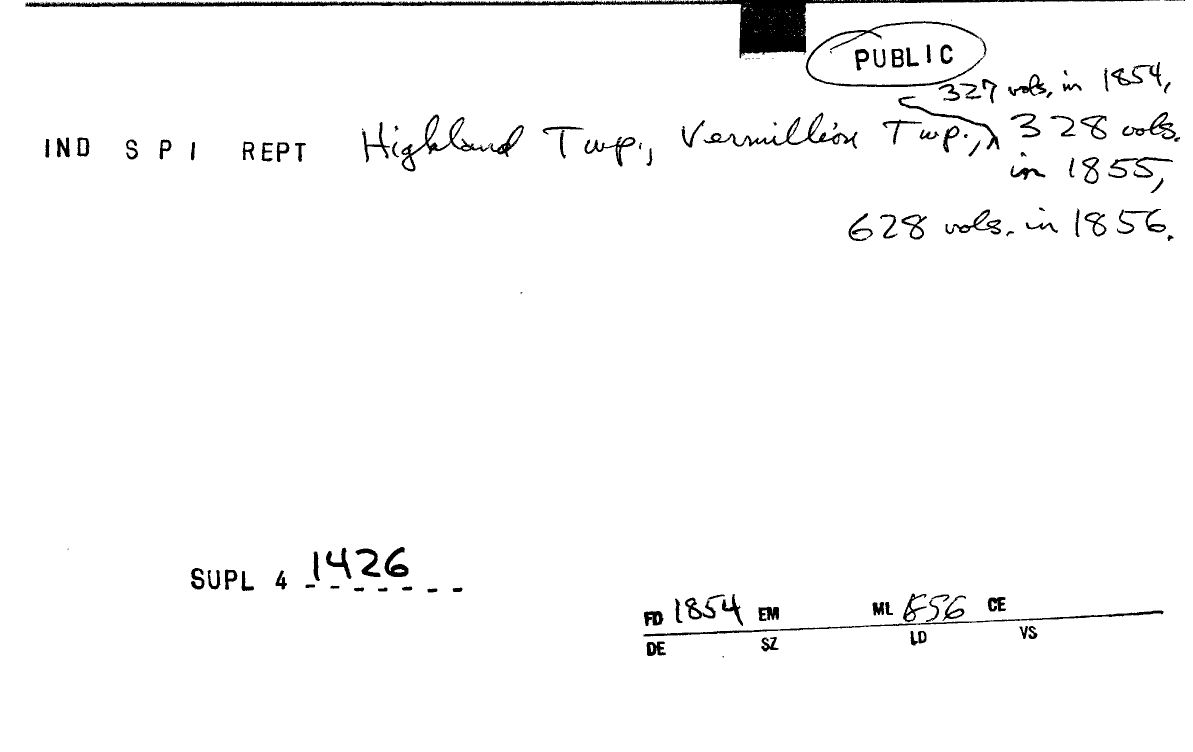 PUBLIC
327 vols. in 1854,
IND S P I REPT Highland Twp., Vermillion Twp., 328 vols.
in 1855,
628 vols. in 1856.
SUPL 4 1426
FD 1854 EM ML 856 CE
DE SZ LD VS